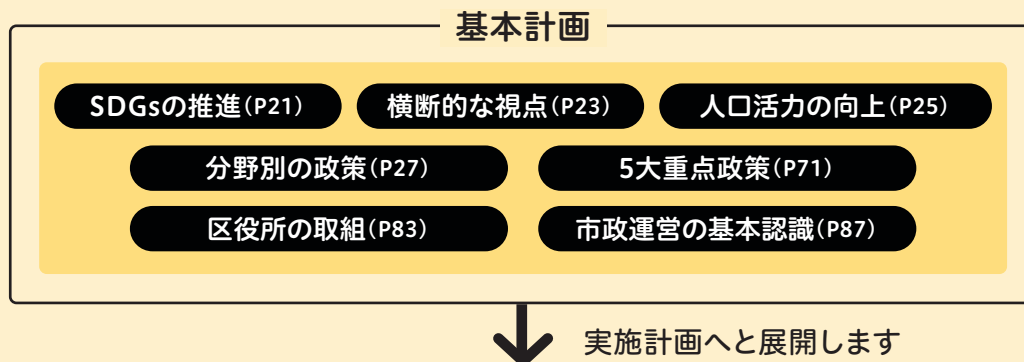 基本計画
SDGsの推進(P21) 横断的な視点(P23) 人口活力の向上(P25)
分野別の政策(P27) 5大重点政策(P71)
区役所の取組(P83) 市政運営の基本認識(P87)
実施計画へと展開します